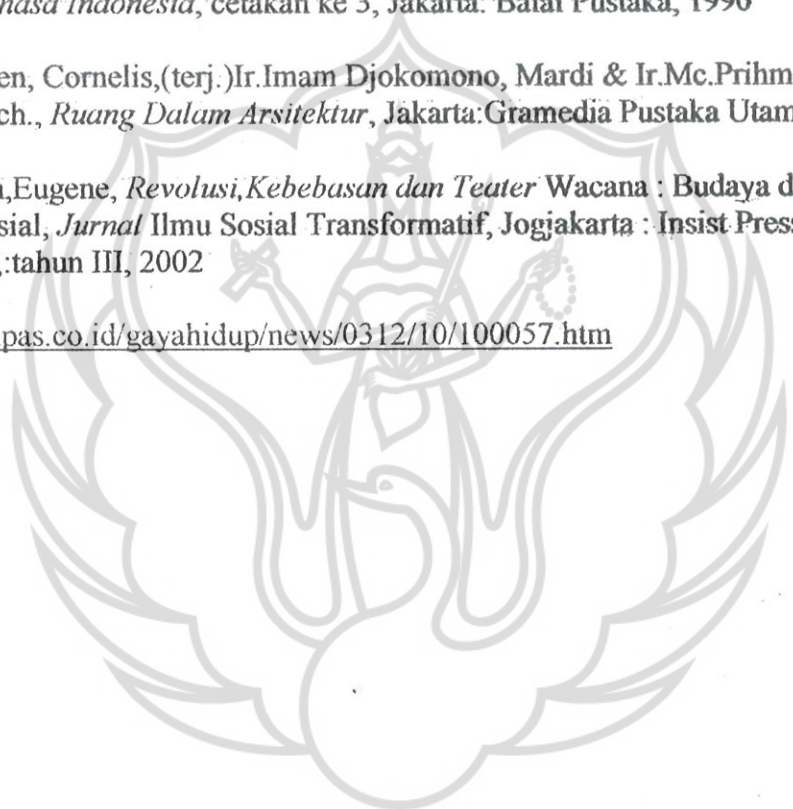 hasa Indonesia, cetakan ke 3, Jakarta: Balai Pustaka, 1990
en, Cornelis,(terj.)Ir.Imam Djokomono, Mardi & Ir.Mc.Prihm
ch., Ruang Dalam Arsitektur, Jakarta:Gramedia Pustaka Utam
,Eugene, Revolusi,Kebebasan dan Teater Wacana : Budaya d
sial, Jurnal Ilmu Sosial Transformatif, Jogjakarta : Insist Press
,:tahun III, 2002
pas.co.id/gayahidup/news/0312/10/100057.htm